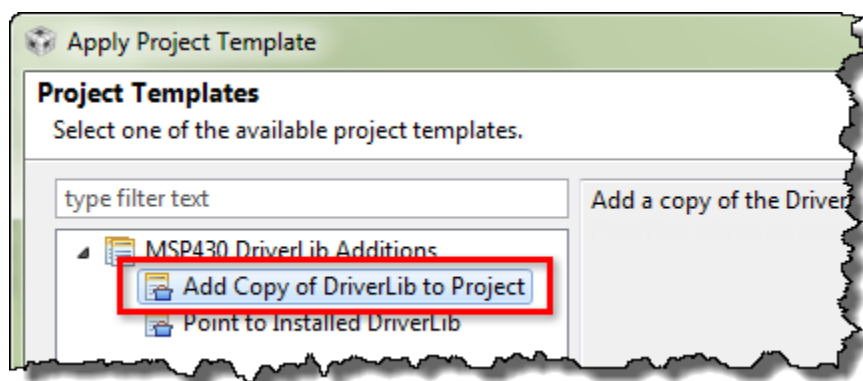 Apply Project Template
Project Templates
Select one of the available project templates.
type filter text
Add a copy of the Driver
MSP430 DriverLib Additions
Add Copy of DriverLib to Project
Point to Installed DriverLib